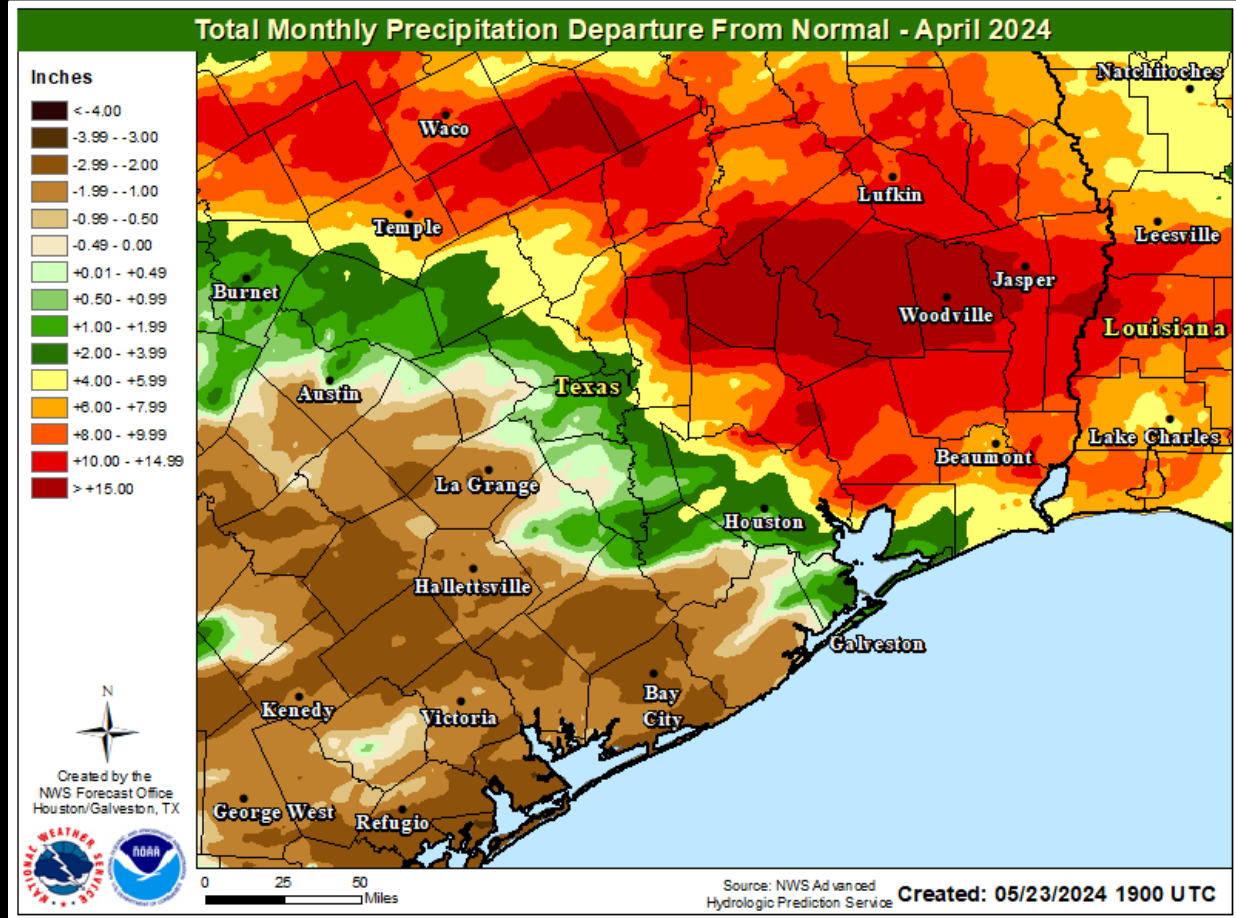 Total Monthly Precipitation Departure From Normal - April 2024
Inches
< -4.00
-3.99 - -3.00
-2.99 - -2.00
-1.99 - -1.00
-0.99 - -0.50
-0.49 - 0.00
+0.01 - +0.49
+0.50 - +0.99
+1.00 - +1.99
+2.00 - +3.99
+4.00 - +5.99
+6.00 - +7.99
+8.00 - +9.99
+10.00 - +14.99
> +15.00
Natchitoches
Waco
Lufkin
Temple
Leesville
Burnet
Jasper
Woodville
Louisiana
Texas
Austin
Lake Charles
Beaumont
La Grange
Houston
Hallettsville
Galveston
Kenedy
Victoria
Bay
City
George West
Refugio
N
Created by the
NWS Forecast Office
Houston/Galveston, TX
NATIONAL WEATHER SERVICE
NOAA
0 25 50
Miles
Source: NWS Advanced
Hydrologic Prediction Service
Created: 05/23/2024 1900 UTC